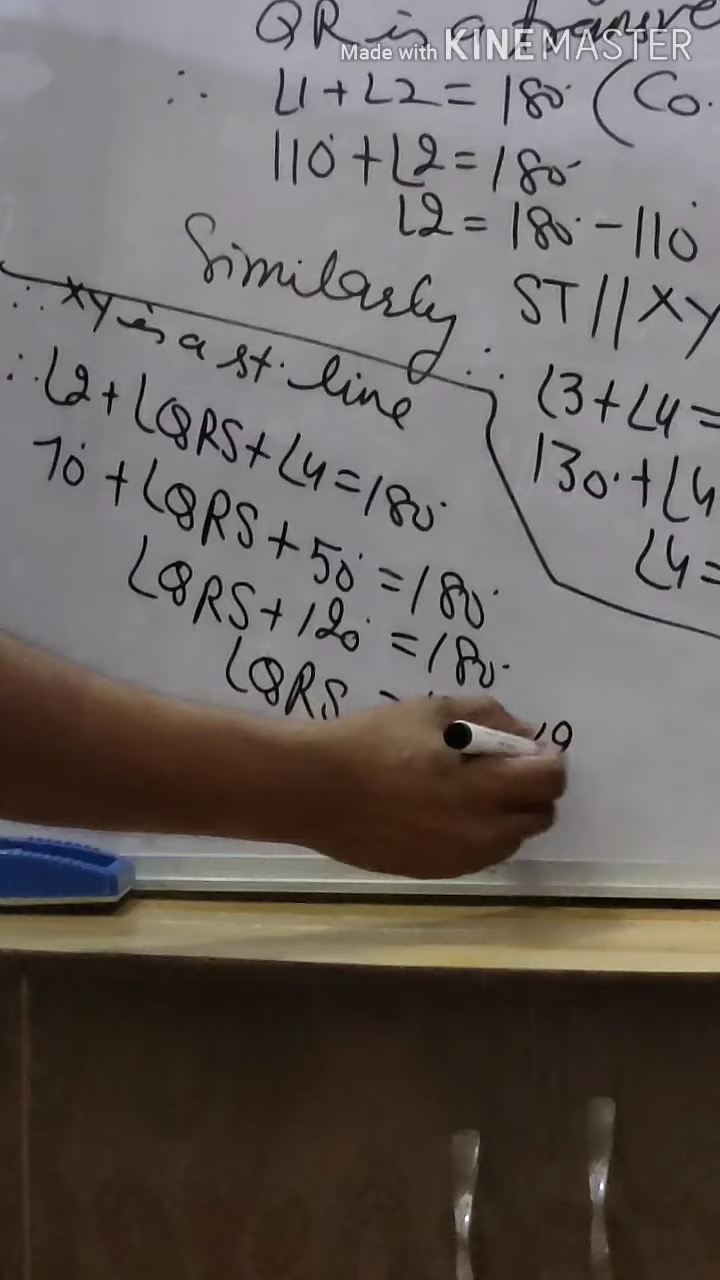 QR is a transve
Made with KINEMASTER
∴ ∠1 + ∠2 = 180° (Co.
110° + ∠2 = 180°
∠2 = 180° - 110°
Similarly ST || XY
∴ ∠3 + ∠4 =
130° + ∠4
∠4 =
∵ XY is a st. line
∴ ∠2 + ∠QRS + ∠4 = 180°
70° + ∠QRS + 50° = 180°
∠QRS + 120° = 180°
∠QRS =